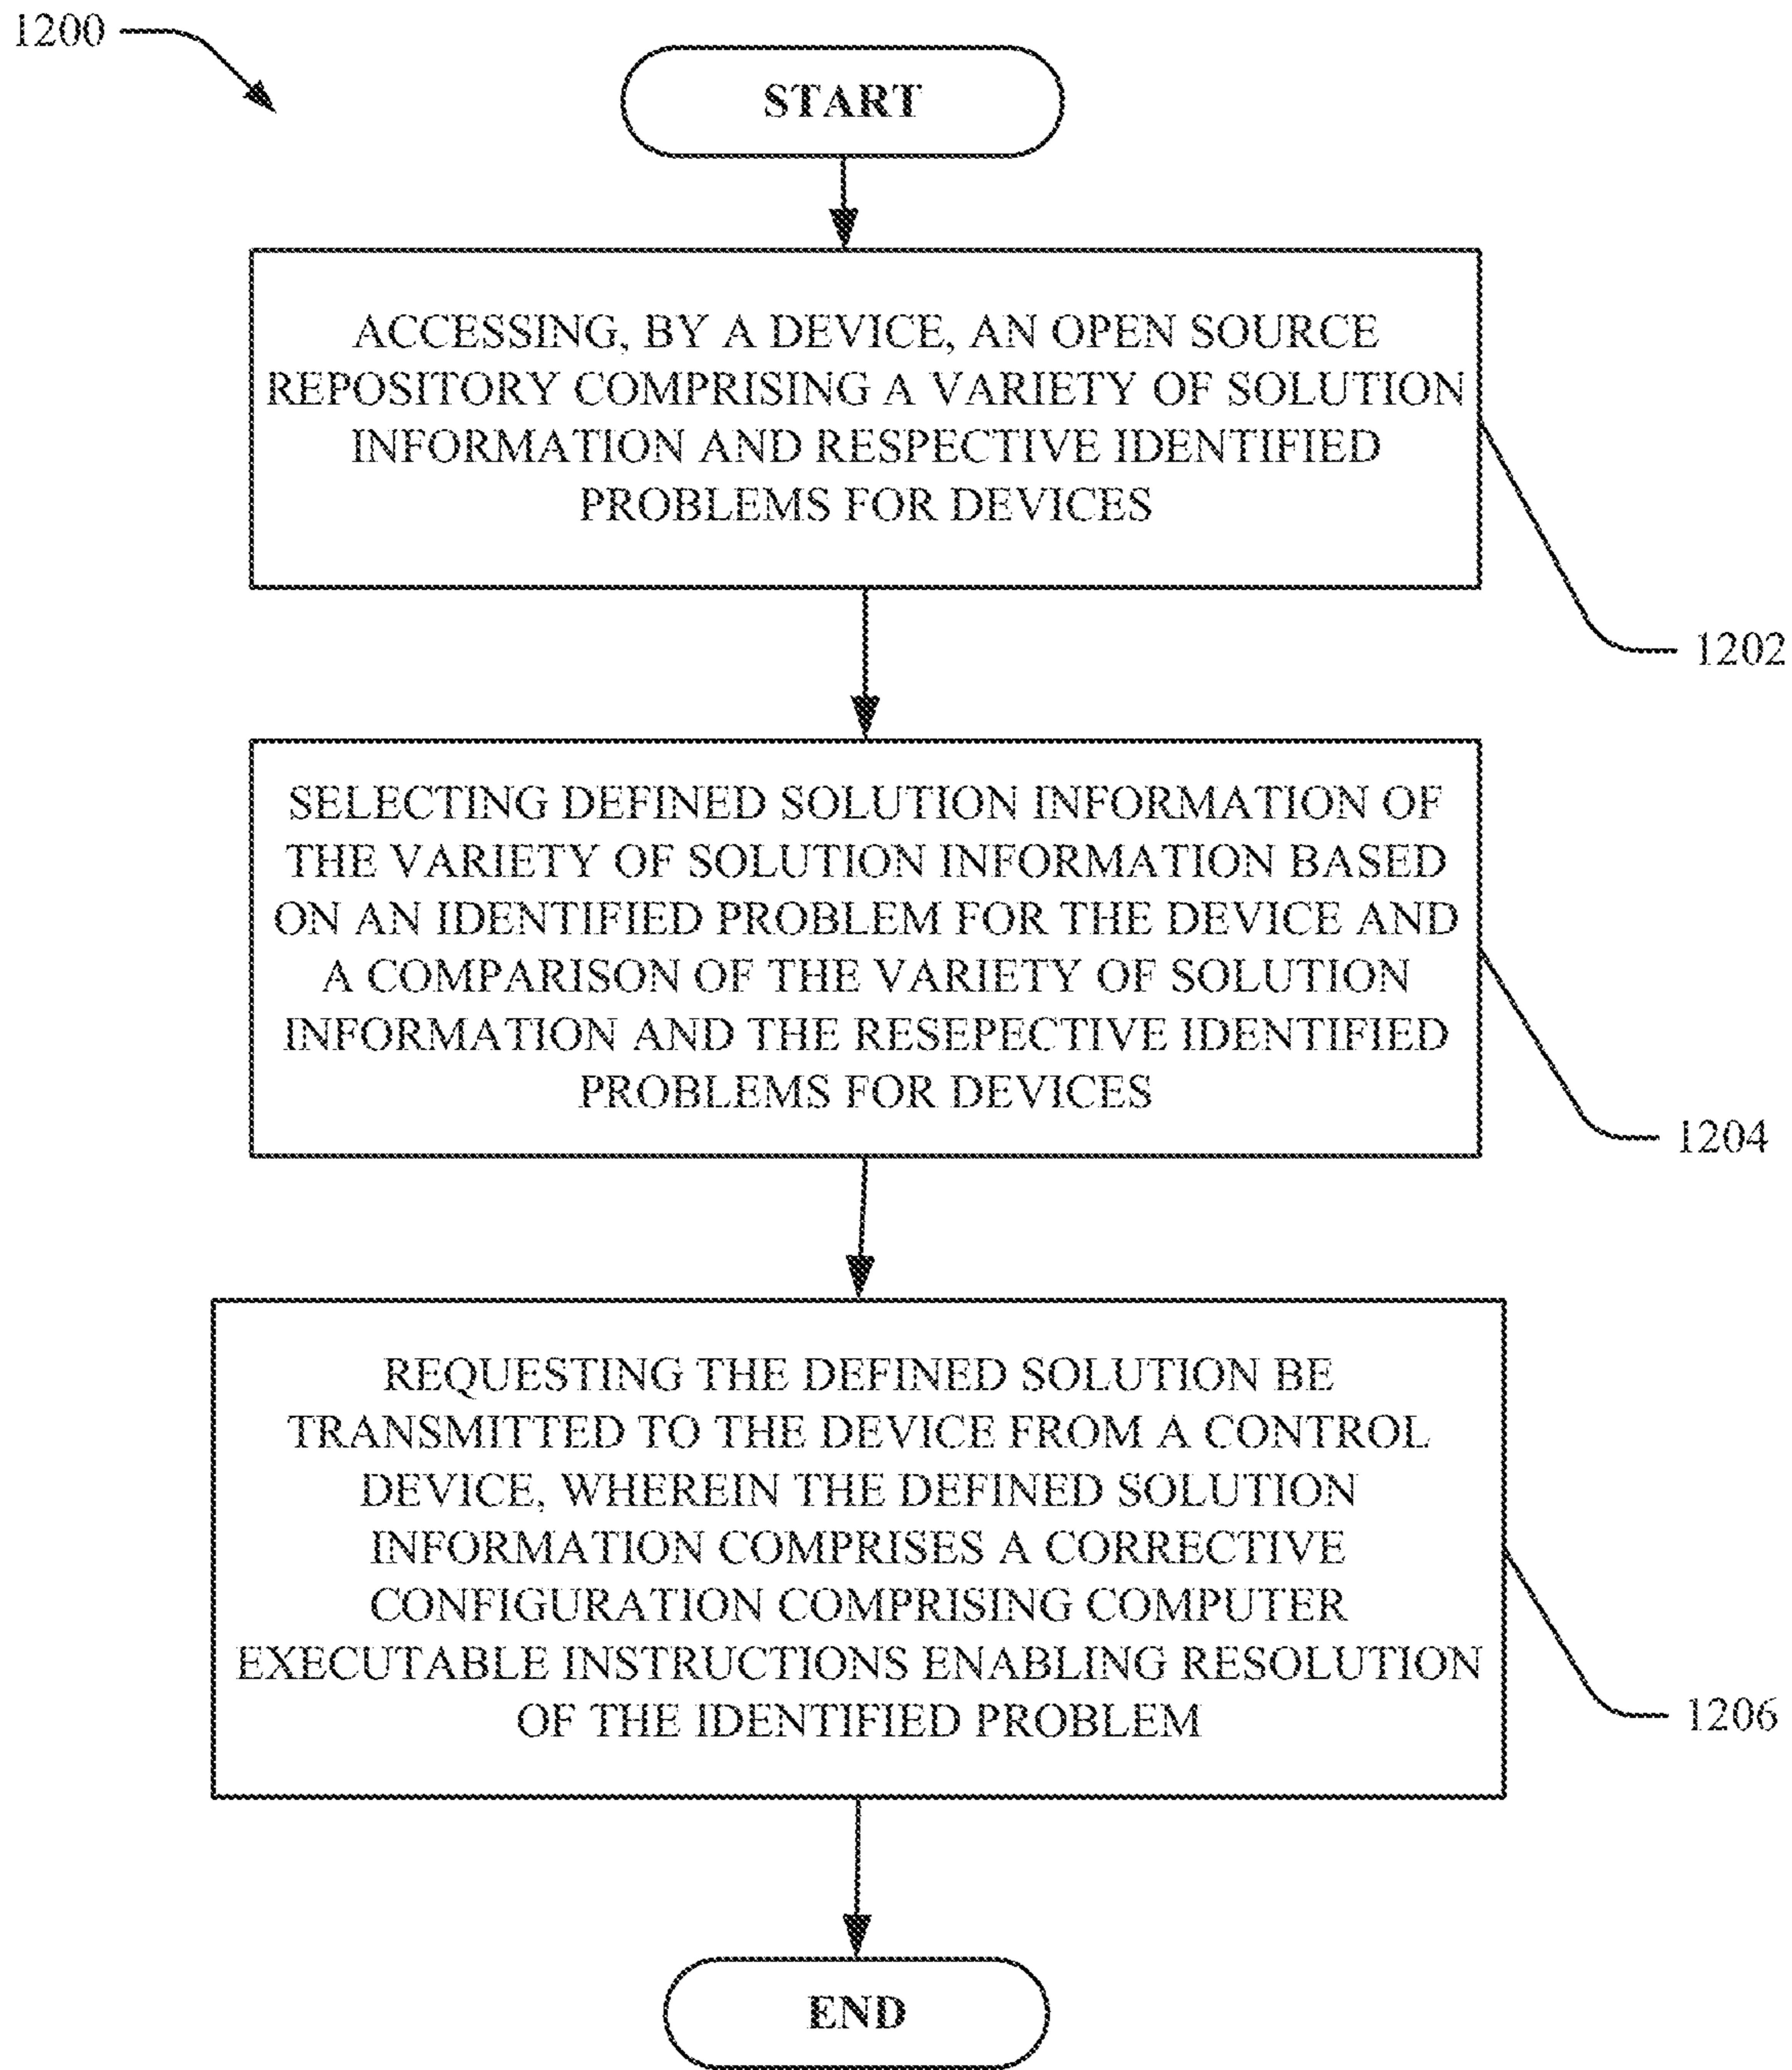 1200
START
ACCESSING, BY A DEVICE, AN OPEN SOURCE
REPOSITORY COMPRISING A VARIETY OF SOLUTION
INFORMATION AND RESPECTIVE IDENTIFIED
PROBLEMS FOR DEVICES
1202
SELECTING DEFINED SOLUTION INFORMATION OF
THE VARIETY OF SOLUTION INFORMATION BASED
ON AN IDENTIFIED PROBLEM FOR THE DEVICE AND
A COMPARISON OF THE VARIETY OF SOLUTION
INFORMATION AND THE RESEPECTIVE IDENTIFIED
PROBLEMS FOR DEVICES
1204
REQUESTING THE DEFINED SOLUTION BE
TRANSMITTED TO THE DEVICE FROM A CONTROL
DEVICE, WHEREIN THE DEFINED SOLUTION
INFORMATION COMPRISES A CORRECTIVE
CONFIGURATION COMPRISING COMPUTER
EXECUTABLE INSTRUCTIONS ENABLING RESOLUTION
OF THE IDENTIFIED PROBLEM
1206
END